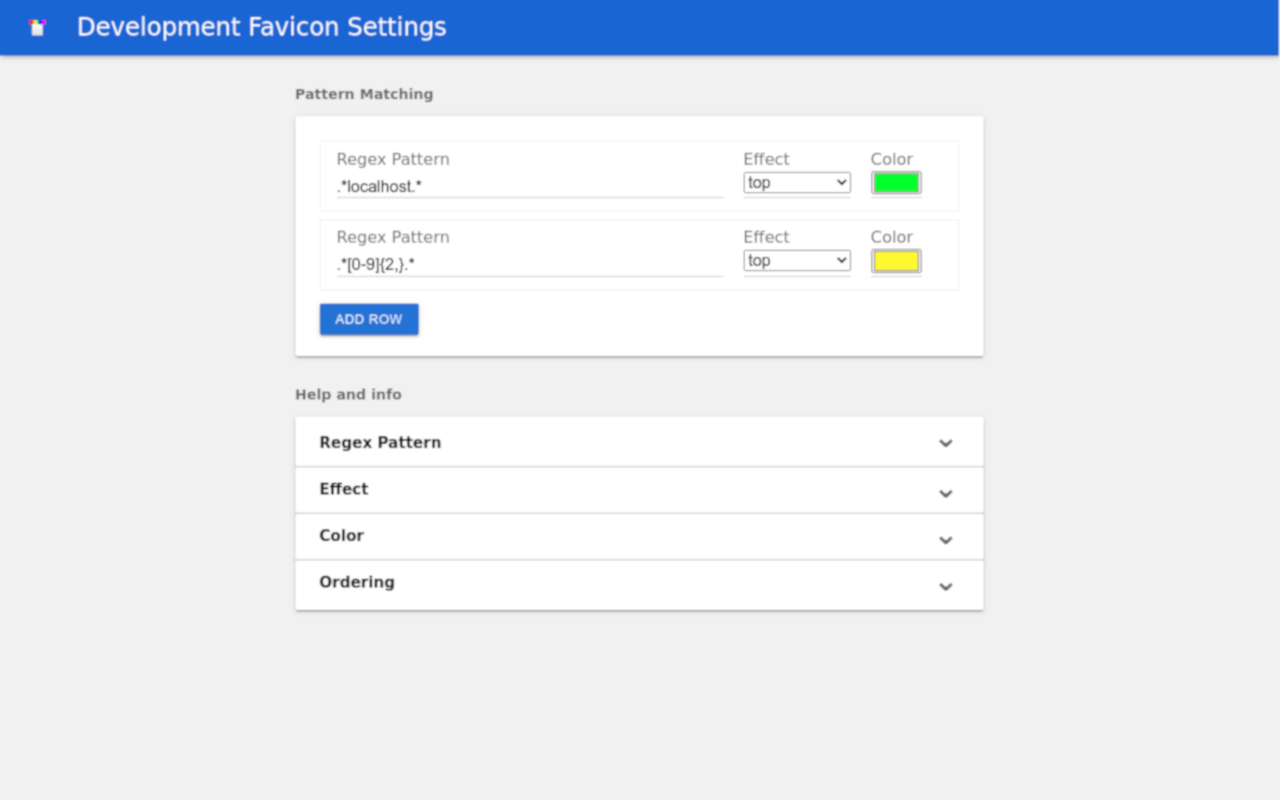 Development Favicon Settings
Pattern Matching
Regex Pattern Effect Color
.*localhost.* top
Regex Pattern Effect Color
.*[0-9]{2,}.* top
ADD ROW
Help and info
Regex Pattern
Effect
Color
Ordering